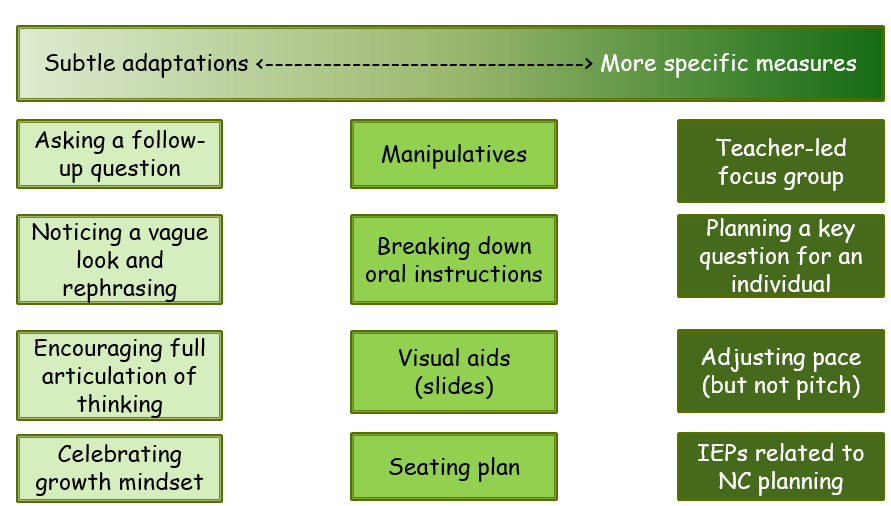 Subtle adaptations <-------------------------------> More specific measures
Asking a follow-
up question
Manipulatives
Teacher-led
focus group
Noticing a vague
look and
rephrasing
Breaking down
oral instructions
Planning a key
question for an
individual
Encouraging full
articulation of
thinking
Visual aids
(slides)
Adjusting pace
(but not pitch)
Celebrating
growth mindset
Seating plan
IEPs related to
NC planning